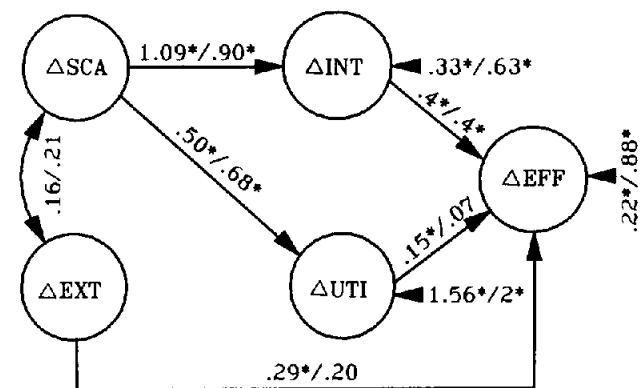 △SCA
1.09*/.90*
△INT
.33*/.63*
.4*/.4*
.50*/.68*
.16/.21
△EFF
.22*/.88*
.15*/.07
△EXT
△UTI
1.56*/2*
.29*/.20